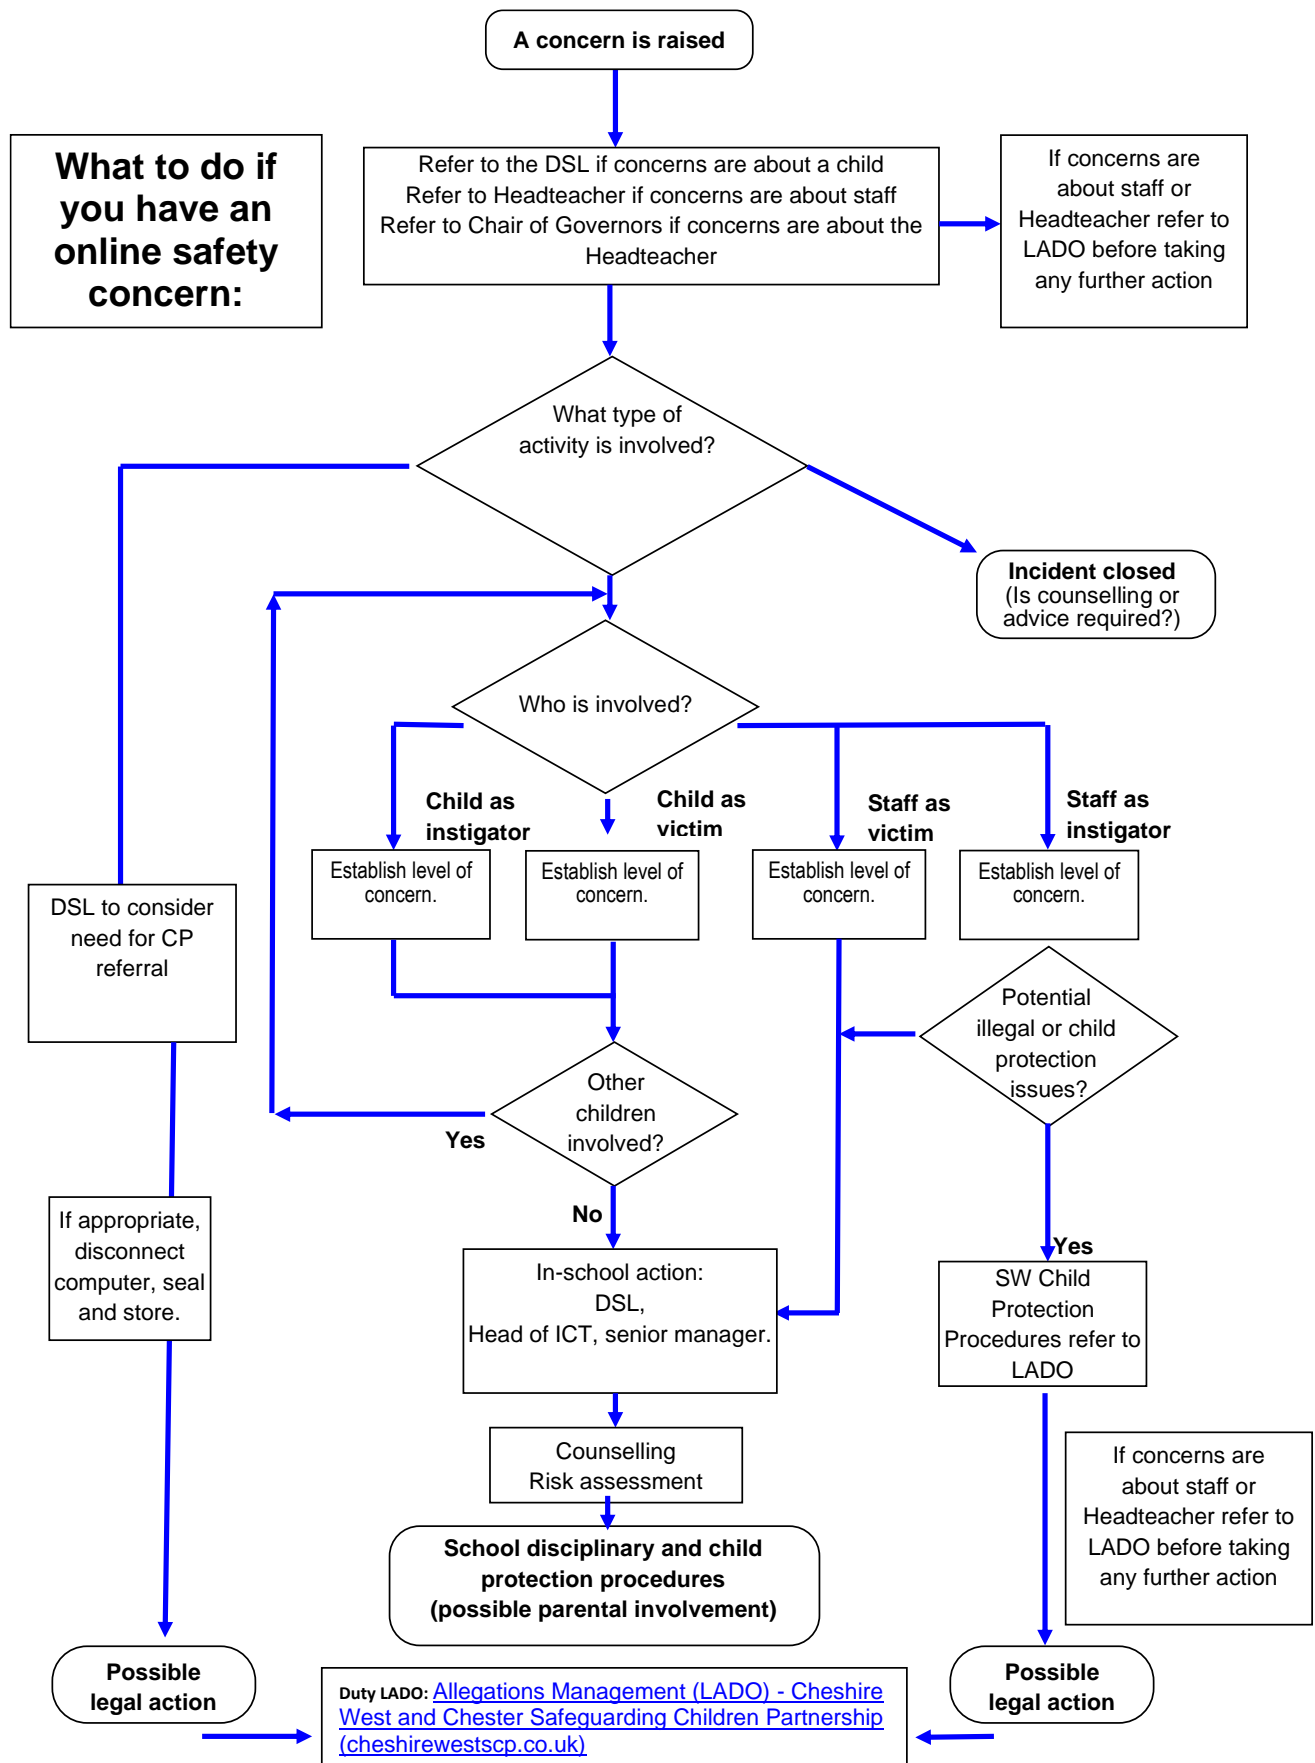 A concern is raised
What to do if
you have an
online safety
concern:
Refer to the DSL if concerns are about a child
Refer to Headteacher if concerns are about staff
Refer to Chair of Governors if concerns are about the
Headteacher
If concerns are
about staff or
Headteacher refer to
LADO before taking
any further action
What type of
activity is involved?
Incident closed
(Is counselling or
advice required?)
Who is involved?
Child as
instigator
Child as
victim
Staff as
victim
Staff as
instigator
Establish level of
concern.
Establish level of
concern.
Establish level of
concern.
Establish level of
concern.
DSL to consider
need for CP
referral
Potential
illegal or child
protection
issues?
Other
children
involved?
Yes
No
If appropriate,
disconnect
computer, seal
and store.
In-school action:
DSL,
Head of ICT, senior manager.
Yes
SW Child
Protection
Procedures refer to
LADO
Counselling
Risk assessment
If concerns are
about staff or
Headteacher refer to
LADO before taking
any further action
School disciplinary and child
protection procedures
(possible parental involvement)
Possible
legal action
Possible
legal action
Duty LADO: Allegations Management (LADO) - Cheshire
West and Chester Safeguarding Children Partnership
(cheshirewestscp.co.uk)